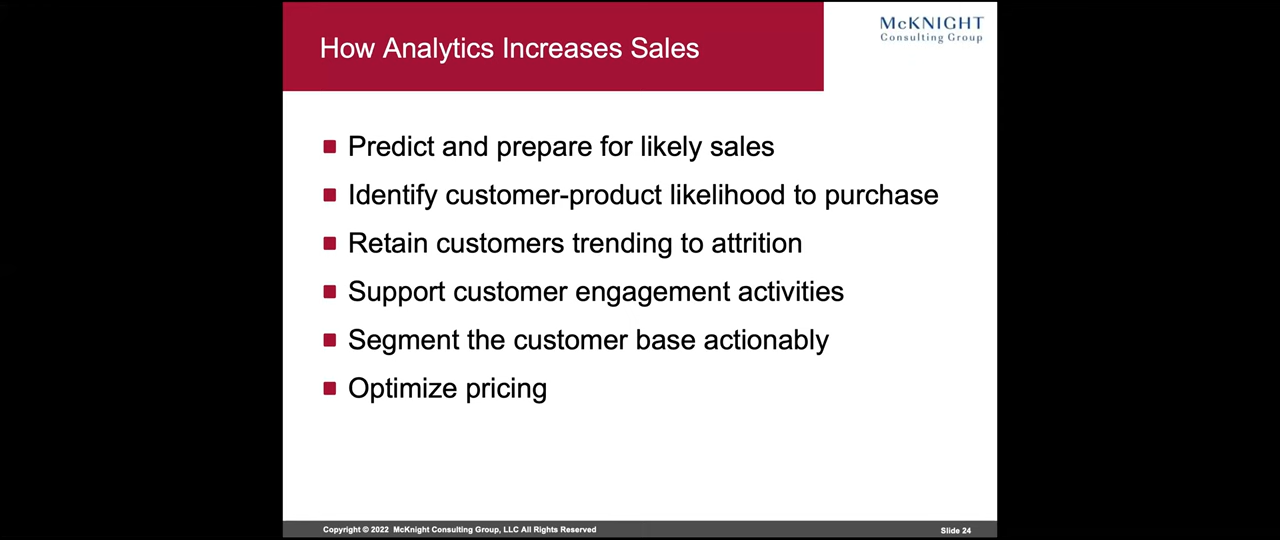 How Analytics Increases Sales
McKNIGHT
Consulting Group
Predict and prepare for likely sales
Identify customer-product likelihood to purchase
Retain customers trending to attrition
Support customer engagement activities
Segment the customer base actionably
Optimize pricing
Copyright © 2022 McKnight Consulting Group, LLC All Rights Reserved
Slide 24